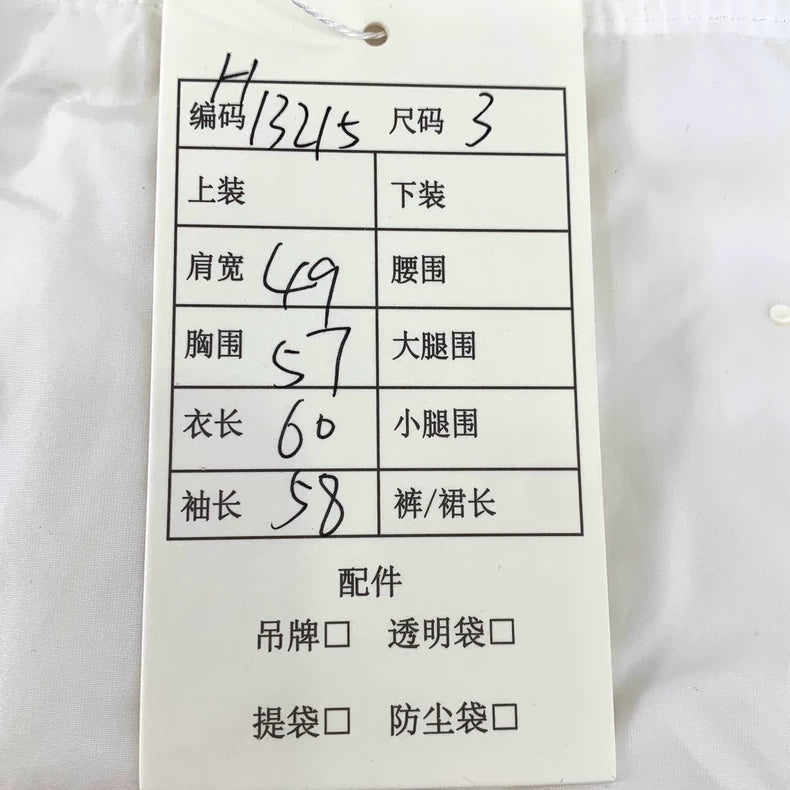 编码 H13215 尺码 3
上装 下装
肩宽 49 腰围
胸围 57 大腿围
衣长 60 小腿围
袖长 58 裤/裙长
配件
吊牌□ 透明袋□
提袋□ 防尘袋□